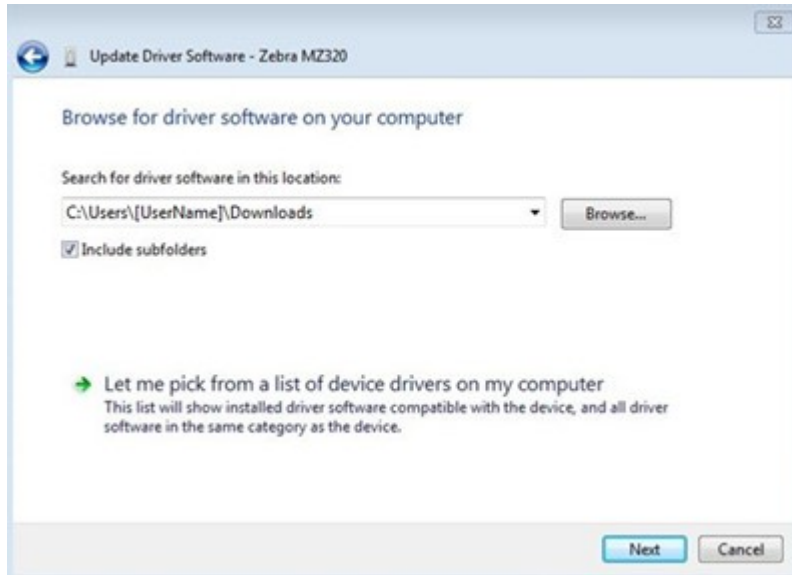 Update Driver Software - Zebra MZ320
Browse for driver software on your computer
Search for driver software in this location:
C:\Users\[UserName]\Downloads
Browse...
Include subfolders
Let me pick from a list of device drivers on my computer
This list will show installed driver software compatible with the device, and all driver
software in the same category as the device.
Next
Cancel